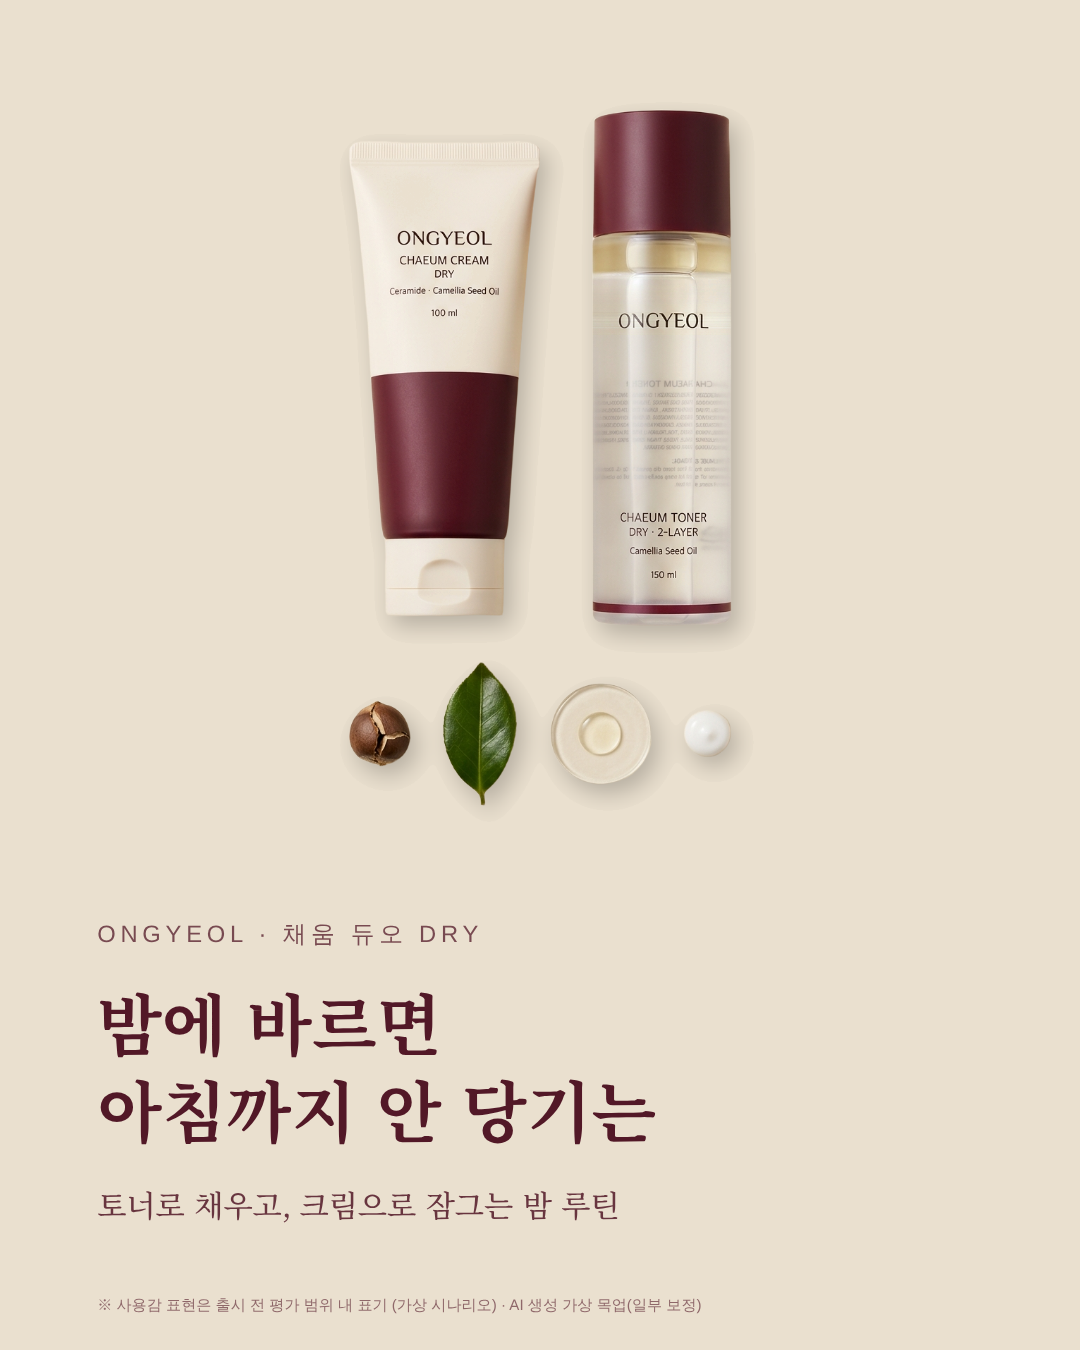 ONGYEOL
CHAEUM CREAM
DRY
Ceramide · Camellia Seed Oil
100 ml
ONGYEOL
CHAEUM TONER
DRY · 2-LAYER
Camellia Seed Oil
150 ml
ONGYEOL · 채움 듀오 DRY
밤에 바르면
아침까지 안 당기는
토너로 채우고, 크림으로 잠그는 밤 루틴
※ 사용감 표현은 출시 전 평가 범위 내 표기 (가상 시나리오) · AI 생성 가상 목업(일부 보정)